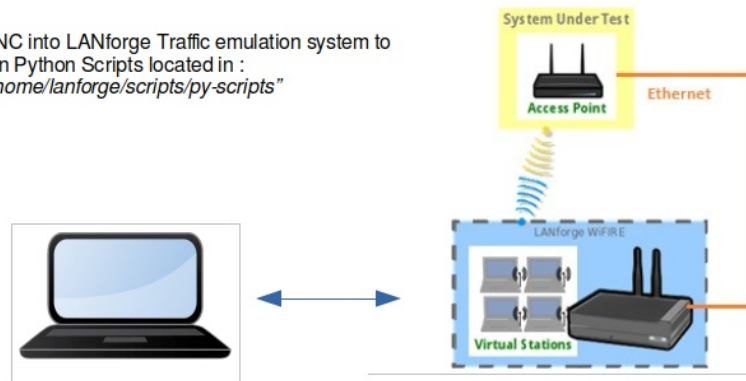 NC into LANforge Traffic emulation system to
n Python Scripts located in :
home/lanforge/scripts/py-scripts”
System Under Test
Access Point
Ethernet
LANforge WiFIRE
Virtual Stations